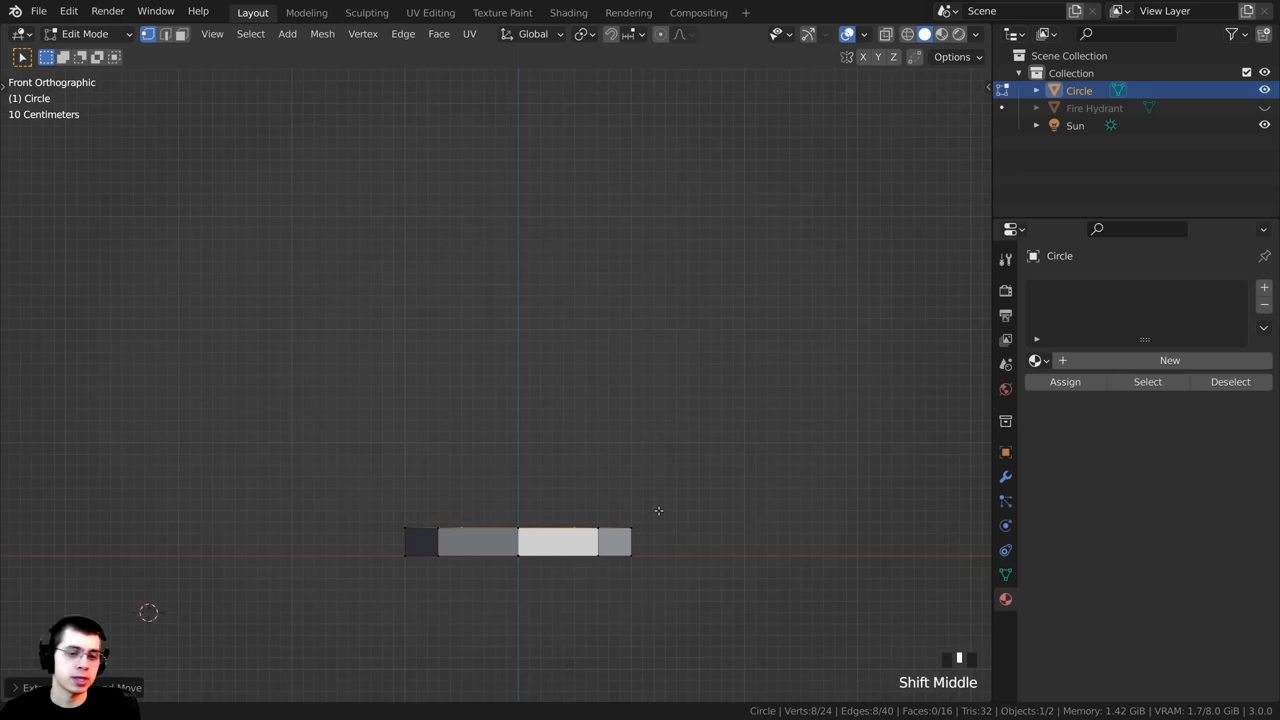 File Edit Render Window Help Layout Modeling Sculpting UV Editing Texture Paint Shading Rendering Compositing + Scene View Layer
Edit Mode View Select Add Mesh Vertex Edge Face UV Global
X Y Z Options
Front Orthographic
(1) Circle
10 Centimeters
Scene Collection
Collection
Circle
Fire Hydrant
Sun
Circle
New
Assign Select Deselect
Shift Middle
Circle | Verts:8/24 | Edges:8/40 | Faces:0/16 | Tris:32 | Objects:1/2 | Memory: 1.42 GiB | VRAM: 1.7/8.0 GiB | 3.0.0